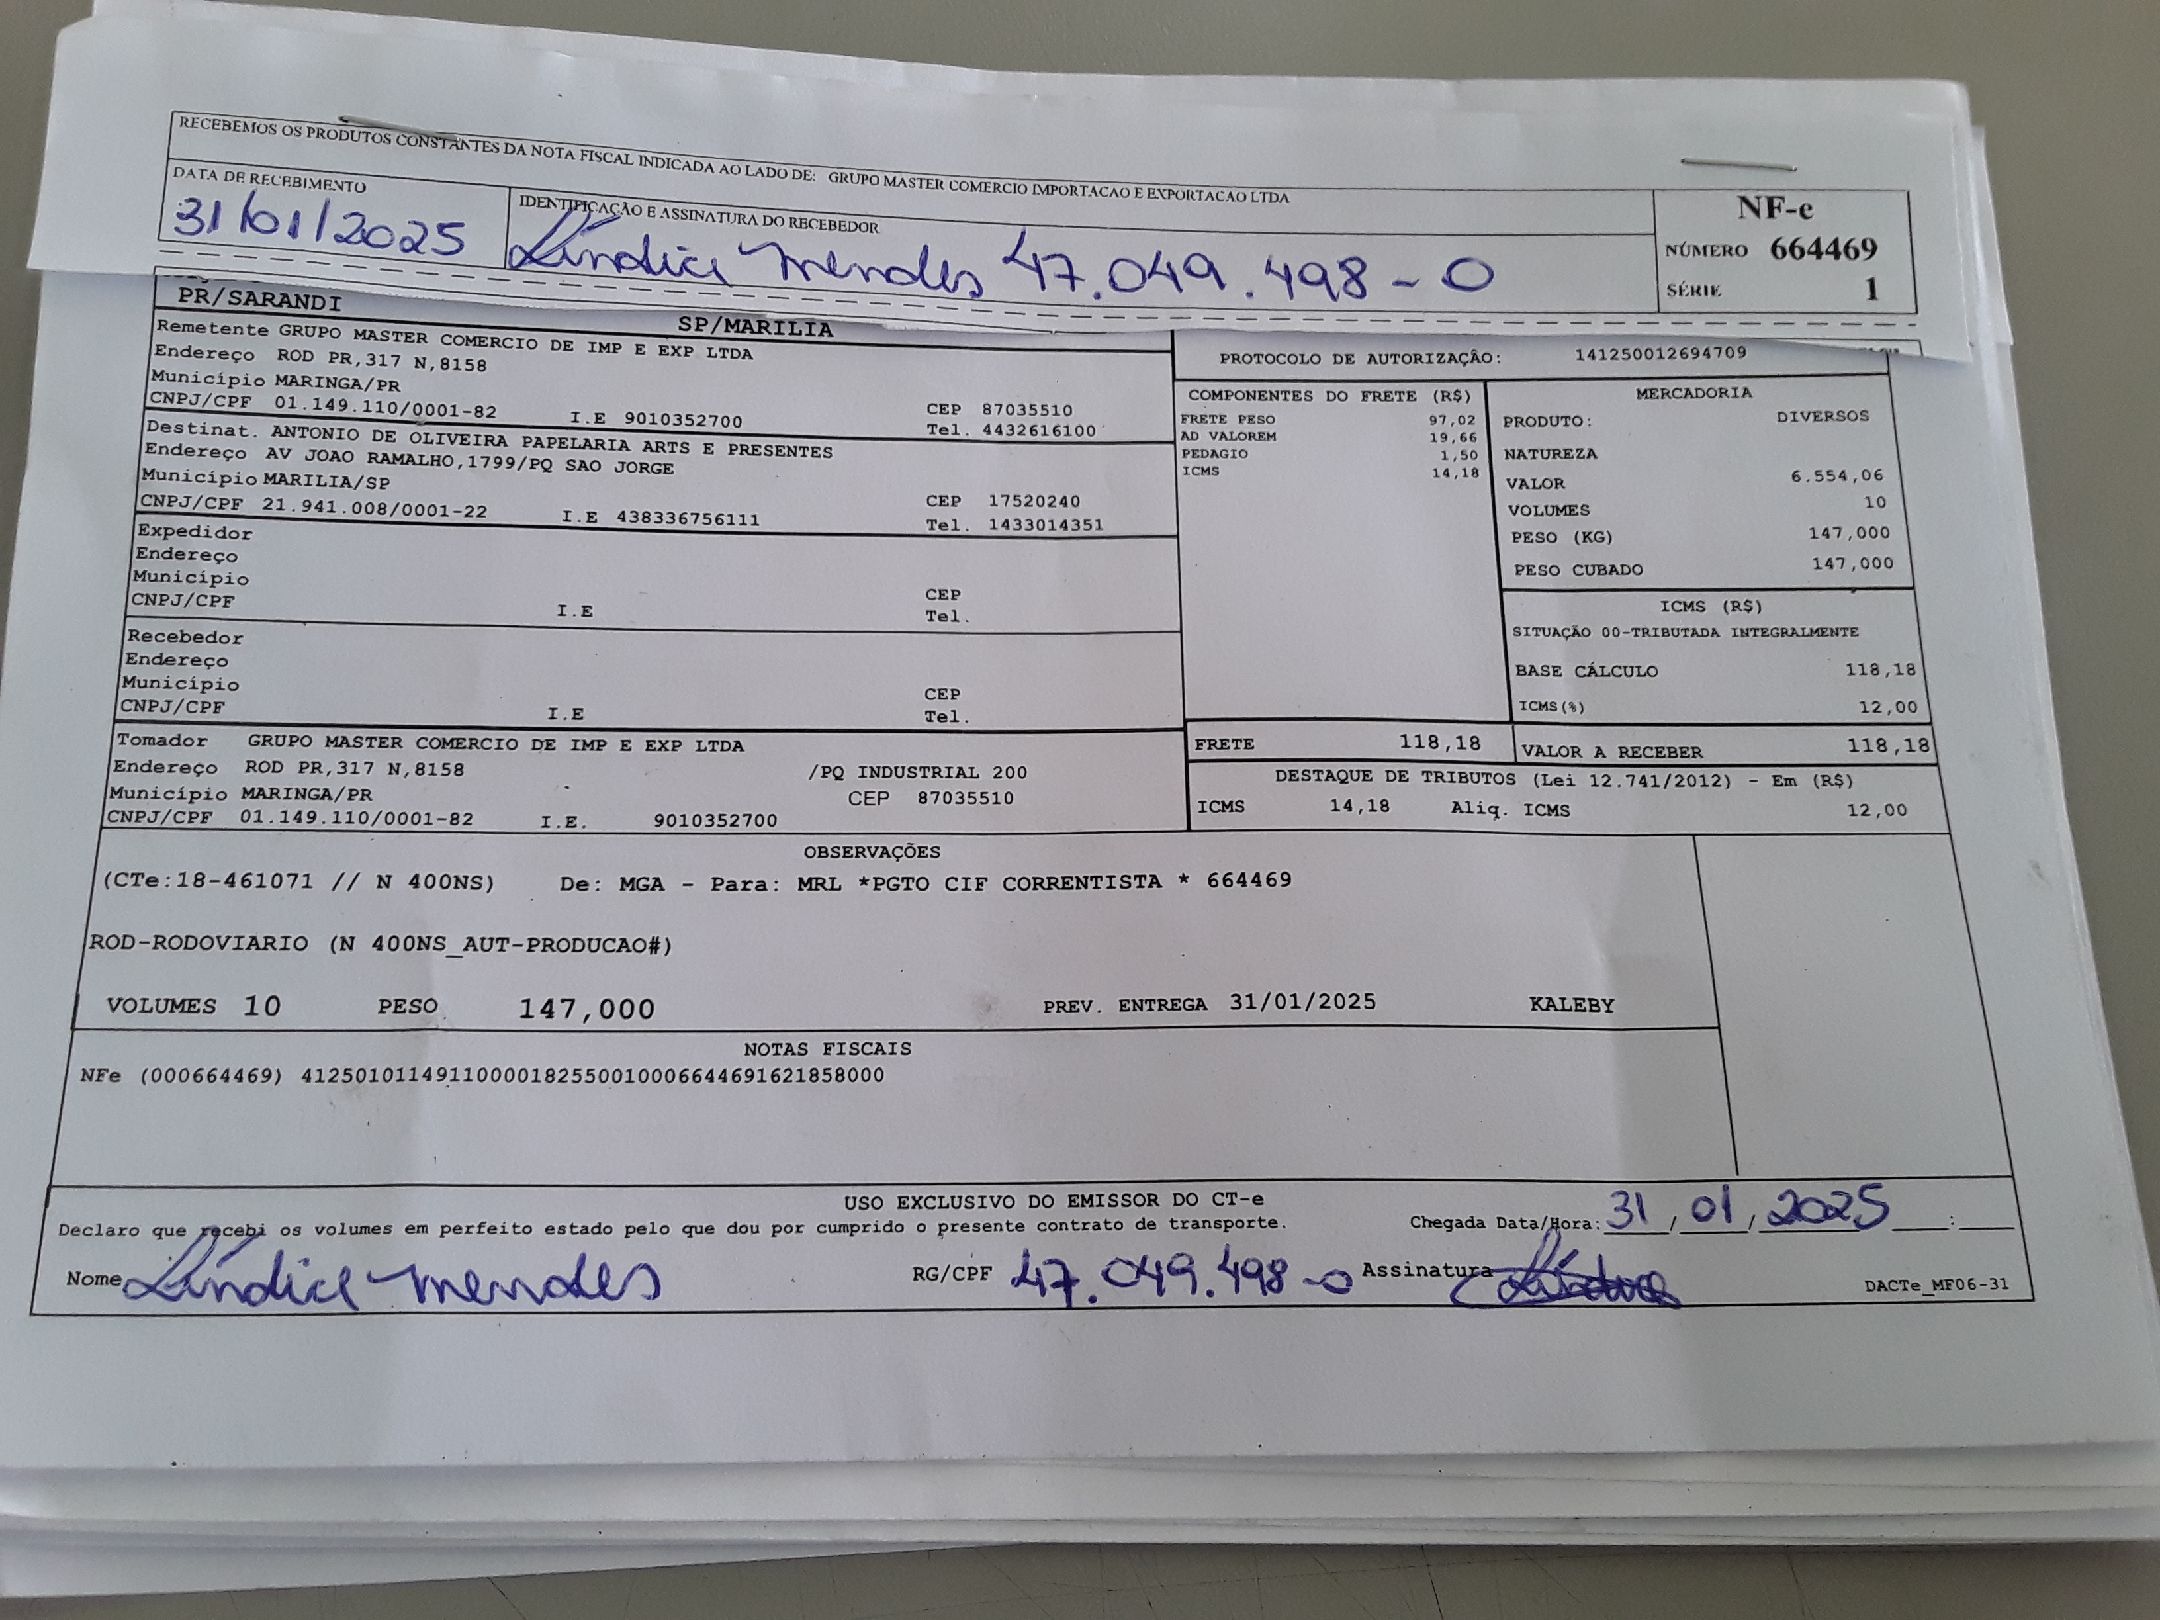 RECEBEMOS OS PRODUTOS CONSTANTES DA NOTA FISCAL INDICADA AO LADO DE: GRUPO MASTER COMERCIO IMPORTACAO E EXPORTACAO LTDA
DATA DE RECEBIMENTO
31/01/2025
IDENTIFICAÇÃO E ASSINATURA DO RECEBEDOR
Líndice Mendes 47.049.498-0
NF-e
NÚMERO 664469
SÉRIE 1
PR/SARANDI
SP/MARILIA
Remetente GRUPO MASTER COMERCIO DE IMP E EXP LTDA
Endereço ROD PR,317 N,8158
Município MARINGA/PR
CNPJ/CPF 01.149.110/0001-82 I.E 9010352700
CEP 87035510
Tel. 4432616100
Destinat. ANTONIO DE OLIVEIRA PAPELARIA ARTS E PRESENTES
Endereço AV JOAO RAMALHO,1799/PQ SAO JORGE
Município MARILIA/SP
CNPJ/CPF 21.941.008/0001-22 I.E 438336756111
CEP 17520240
Tel. 1433014351
Expedidor
Endereço
Município
CNPJ/CPF I.E
CEP
Tel.
Recebedor
Endereço
Município
CNPJ/CPF I.E
CEP
Tel.
Tomador GRUPO MASTER COMERCIO DE IMP E EXP LTDA
Endereço ROD PR,317 N,8158 /PQ INDUSTRIAL 200
Município MARINGA/PR CEP 87035510
CNPJ/CPF 01.149.110/0001-82 I.E. 9010352700
PROTOCOLO DE AUTORIZAÇÃO: 141250012694709
COMPONENTES DO FRETE (R$)
FRETE PESO 97,02
AD VALOREM 19,66
PEDAGIO 1,50
ICMS 14,18
MERCADORIA
PRODUTO: DIVERSOS
NATUREZA
VALOR 6.554,06
VOLUMES 10
PESO (KG) 147,000
PESO CUBADO 147,000
ICMS (R$)
SITUAÇÃO 00-TRIBUTADA INTEGRALMENTE
BASE CÁLCULO 118,18
ICMS(%) 12,00
FRETE 118,18
VALOR A RECEBER 118,18
DESTAQUE DE TRIBUTOS (Lei 12.741/2012) - Em (R$)
ICMS 14,18 Aliq. ICMS 12,00
OBSERVAÇÕES
(CTe:18-461071 // N 400NS) De: MGA - Para: MRL *PGTO CIF CORRENTISTA * 664469
ROD-RODOVIARIO (N 400NS_AUT-PRODUCAO#)
VOLUMES 10 PESO 147,000 PREV. ENTREGA 31/01/2025 KALEBY
NOTAS FISCAIS
NFe (000664469) 41250101149110000182550010006644691621858000
USO EXCLUSIVO DO EMISSOR DO CT-e
Declaro que recebi os volumes em perfeito estado pelo que dou por cumprido o presente contrato de transporte.
Chegada Data/Hora: 31/01/2025 ____:____
Nome Líndice Mendes RG/CPF 47.049.498-0 Assinatura
DACTe_MF06-31